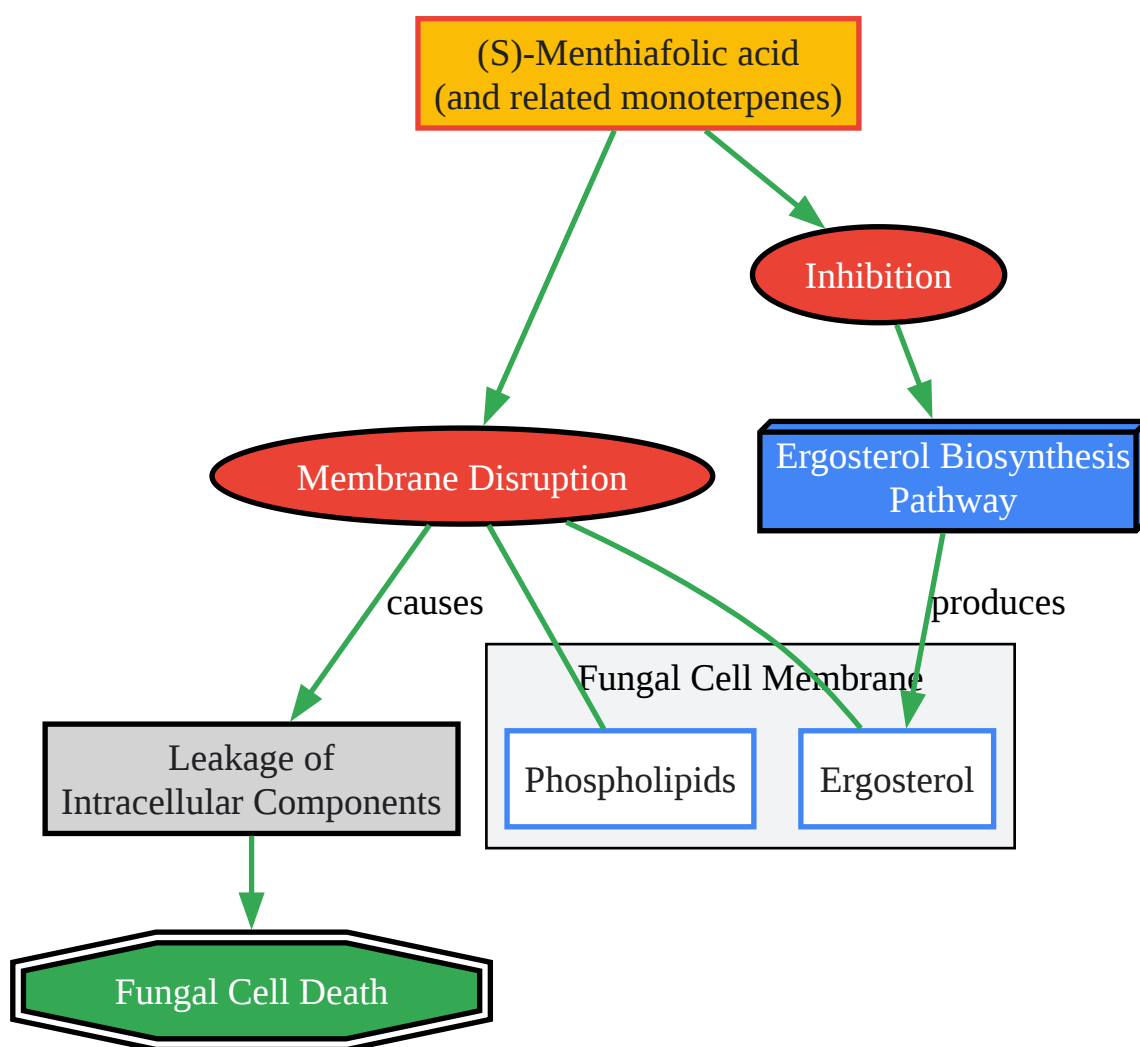 (S)-Menthiafolic acid
(and related monoterpenes)
Inhibition
Membrane Disruption
Ergosterol Biosynthesis
Pathway
causes
produces
Fungal Cell Membrane
Leakage of
Intracellular Components
Phospholipids
Ergosterol
Fungal Cell Death